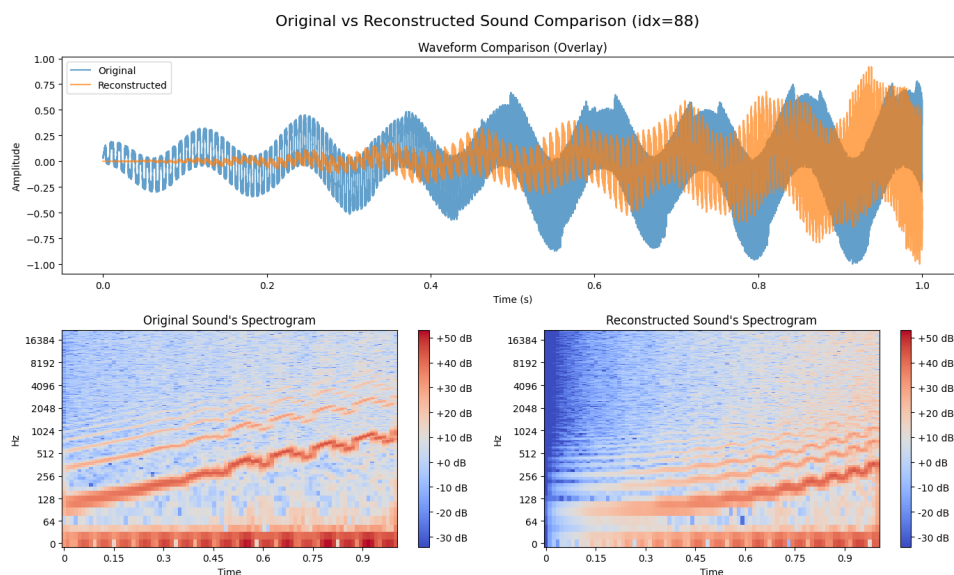 Original vs Reconstructed Sound Comparison (idx=88)
Waveform Comparison (Overlay)
Original
Reconstructed
Amplitude
1.00
0.75
0.50
0.25
0.00
−0.25
−0.50
−0.75
−1.00
0.0 0.2 0.4 0.6 0.8 1.0
Time (s)
Original Sound's Spectrogram
Hz
16384
8192
4096
2048
1024
512
256
128
64
0
0 0.15 0.3 0.45 0.6 0.75 0.9
Time
+50 dB
+40 dB
+30 dB
+20 dB
+10 dB
+0 dB
-10 dB
-20 dB
-30 dB
Reconstructed Sound's Spectrogram
Hz
16384
8192
4096
2048
1024
512
256
128
64
0
0 0.15 0.3 0.45 0.6 0.75 0.9
Time
+50 dB
+40 dB
+30 dB
+20 dB
+10 dB
+0 dB
-10 dB
-20 dB
-30 dB